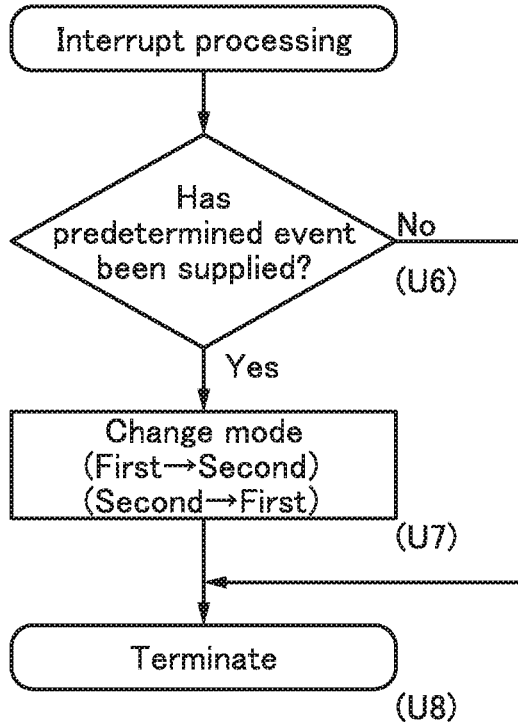 Interrupt processing
Has
predetermined event
been supplied?
No
(U6)
Yes
Change mode
(First→Second)
(Second→First)
(U7)
Terminate
(U8)